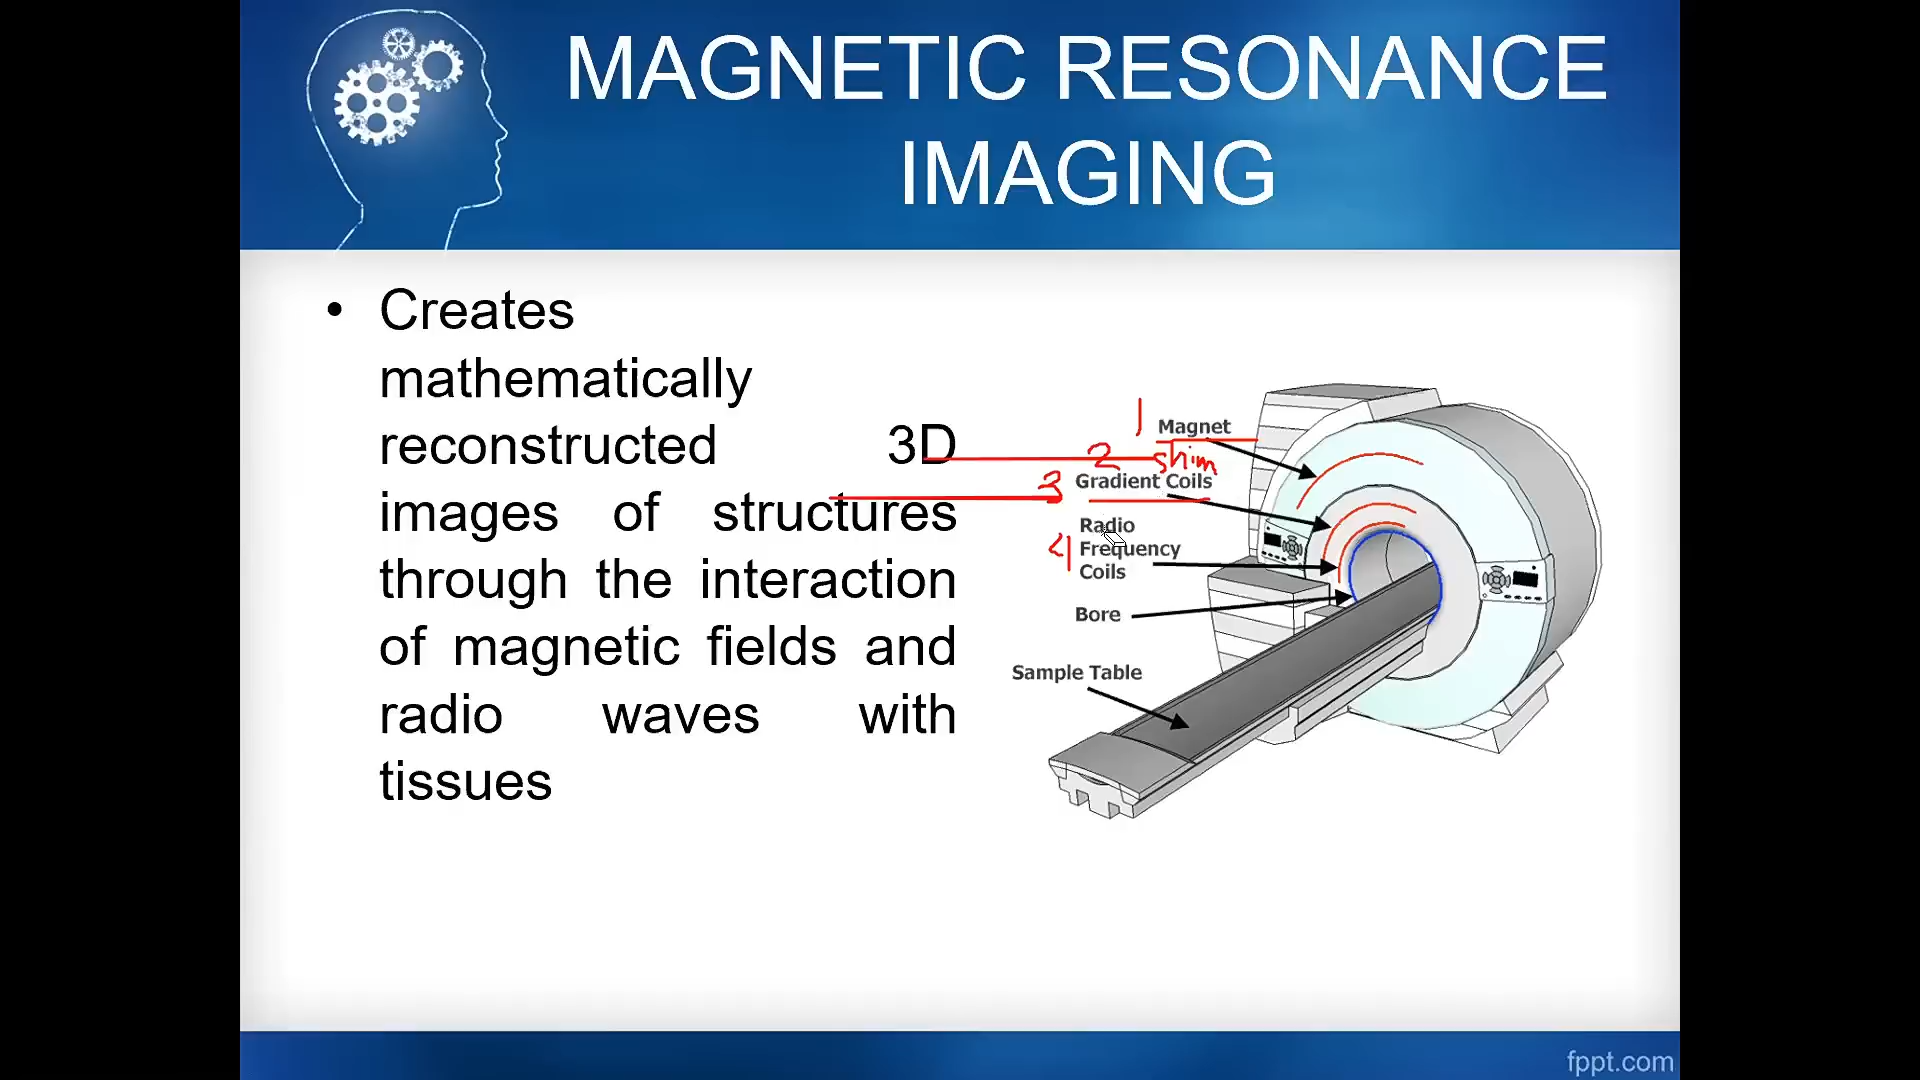 MAGNETIC RESONANCE
IMAGING
• Creates
mathematically
reconstructed 3D
images of structures
through the interaction
of magnetic fields and
radio waves with
tissues
1 Magnet
2 shim
3 Gradient Coils
Radio
4 Frequency
Coils
Bore
Sample Table
fppt.com